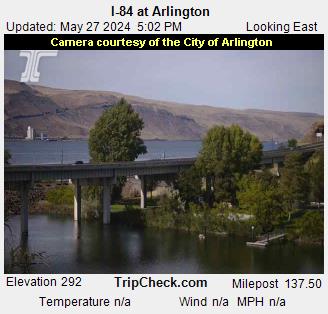 I-84 at Arlington
Updated: May 27 2024 5:02 PM Looking East
Camera courtesy of the City of Arlington
Elevation 292 TripCheck.com Milepost 137.50
Temperature n/a Wind n/a MPH n/a